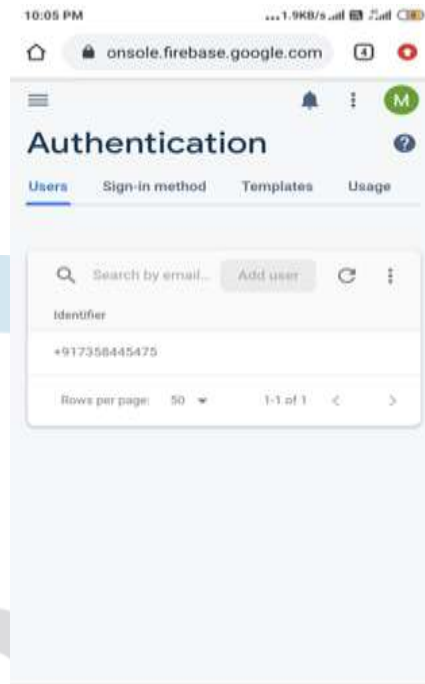 10:05 PM ...1.9KB/s
onsole.firebase.google.com 4
M
Authentication
Users Sign-in method Templates Usage
Search by email... Add user
Identifier
+917358445475
Rows per page: 50 1-1 of 1